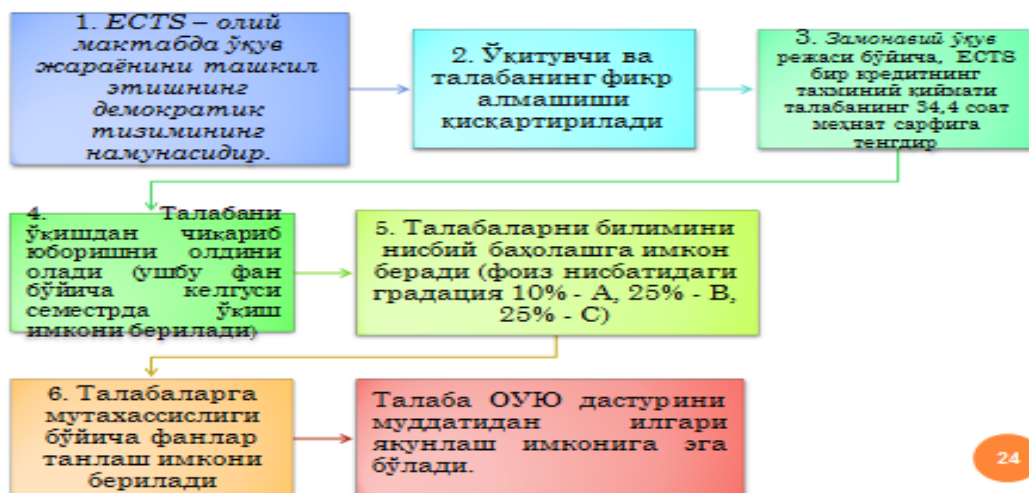 1. ECTS – олий
мактабда ўқув
жараёнини ташкил
этишнинг
демократик
тизимининг
намунасидир.
2. Ўқитувчи ва
талабанинг фикр
алмашиши
қисқартирилади
3. Замонавий ўқув
режаси бўйича, ECTS
бир кредитнинг
тахминий қиймати
талабанинг 34,4 соат
меҳнат сарфига
тенгдир
4. Талабани
ўқишдан чиқариб
юборишни олдини
олади (ушбу фан
бўйича келгуси
семестрда ўқиш
имкони берилади)
5. Талабаларни билимини
нисбий баҳолашга имкон
беради (фоиз нисбатидаги
градация 10% - А, 25% - В,
25% - С)
6. Талабаларга
мутахассислиги
бўйича фанлар
танлаш имкони
берилади
Талаба ОУЮ дастурини
муддатидан илгари
якунлаш имконига эга
бўлади.
24